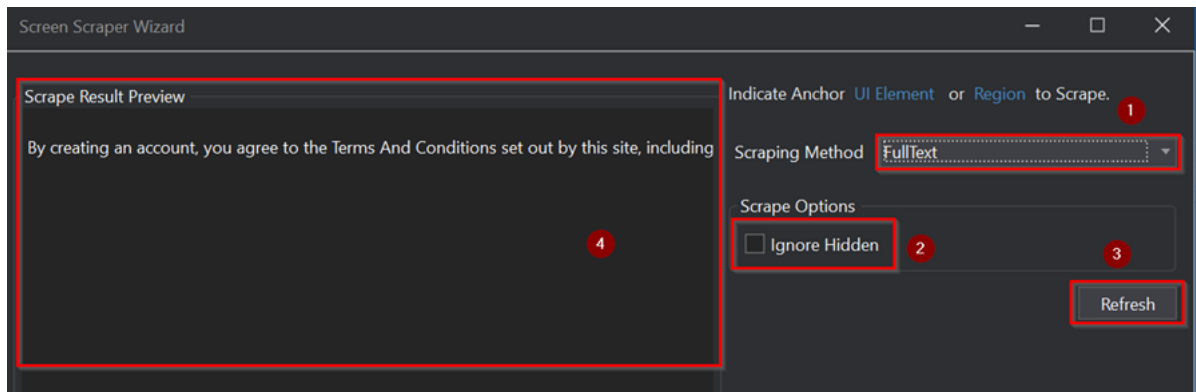 Screen Scraper Wizard
Scrape Result Preview
By creating an account, you agree to the Terms And Conditions set out by this site, including
4
Indicate Anchor UI Element or Region to Scrape.
1
Scraping Method FullText
Scrape Options
Ignore Hidden
2
3
Refresh